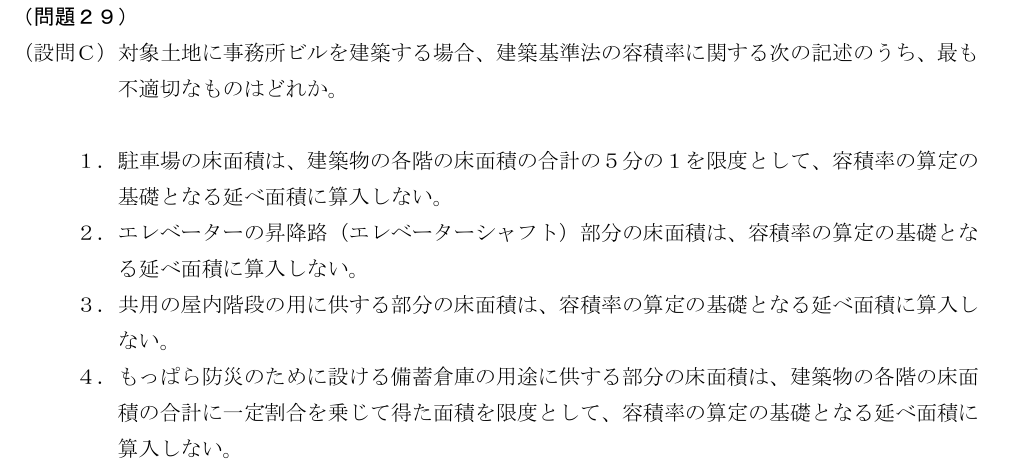 （問題２９）
（設問Ｃ）対象土地に事務所ビルを建築する場合、建築基準法の容積率に関する次の記述のうち、最も
不適切なものはどれか。
１．駐車場の床面積は、建築物の各階の床面積の合計の５分の１を限度として、容積率の算定の
基礎となる延べ面積に算入しない。
２．エレベーターの昇降路（エレベーターシャフト）部分の床面積は、容積率の算定の基礎とな
る延べ面積に算入しない。
３．共用の屋内階段の用に供する部分の床面積は、容積率の算定の基礎となる延べ面積に算入し
ない。
４．もっぱら防災のために設ける備蓄倉庫の用途に供する部分の床面積は、建築物の各階の床面
積の合計に一定割合を乗じて得た面積を限度として、容積率の算定の基礎となる延べ面積に
算入しない。